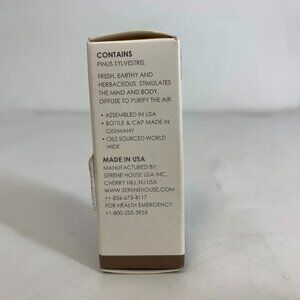 CONTAINS
PINUS SYLVESTRIS.
FRESH, EARTHY AND
HERBACEOUS. STIMULATES
THE MIND AND BODY.
DIFFUSE TO PURIFY THE AIR.
• ASSEMBLED IN USA
• BOTTLE & CAP MADE IN
GERMANY
• OILS SOURCED WORLD
WIDE
MADE IN USA
MANUFACTURED BY:
SERENE HOUSE USA INC.,
CHERRY HILL NJ USA
WWW.SERENEHOUSE.COM
+1-856-673-4117
FOR HEALTH EMERGENCY:
+1-800-255-3924